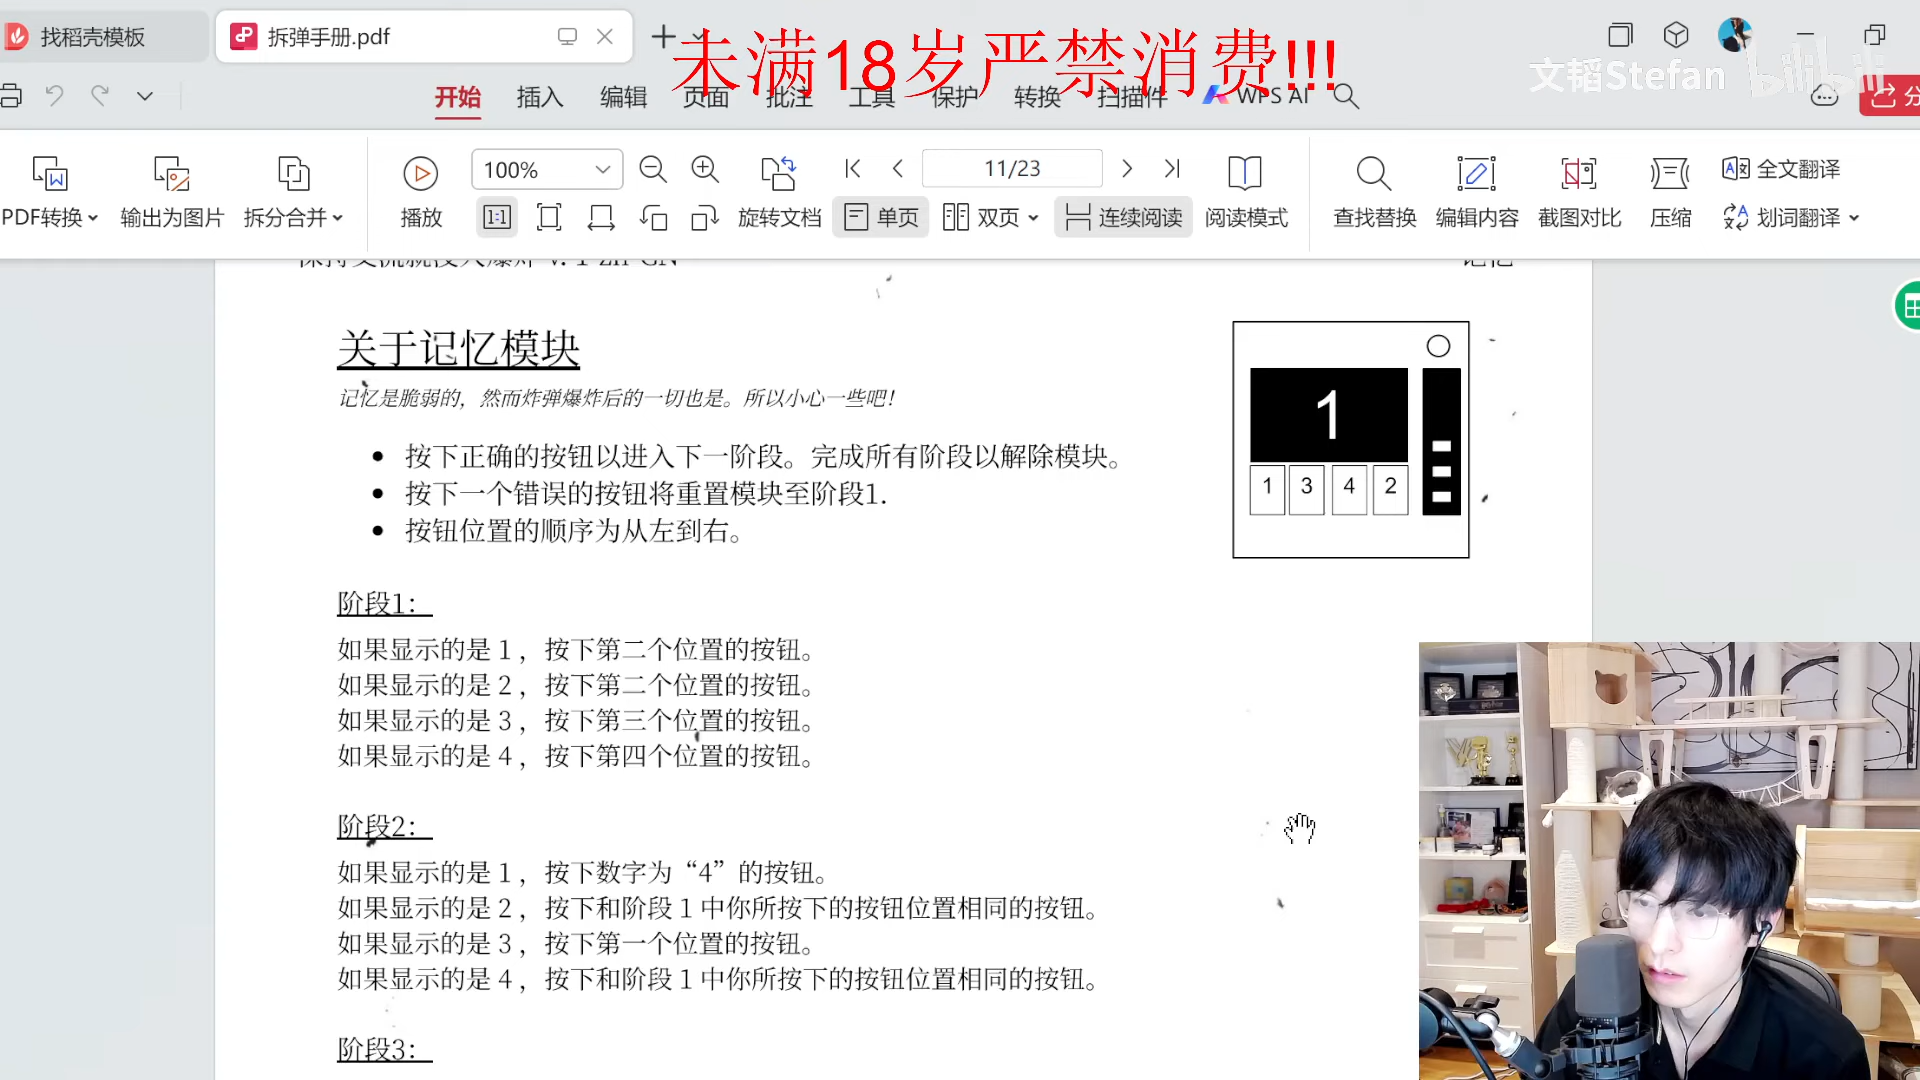 找稻壳模板
拆弹手册.pdf
未满18岁严禁消费!!!
文韬Stefan
bilibili
开始 插入 编辑 页面 批注 工具 保护 转换 扫描件 WPS AI
分
100%
11/23
全文翻译
PDF转换 输出为图片 拆分合并 播放 旋转文档 单页 双页 连续阅读 阅读模式 查找替换 编辑内容 截图对比 压缩 划词翻译
记忆
关于记忆模块
记忆是脆弱的，然而炸弹爆炸后的一切也是。所以小心一些吧！
• 按下正确的按钮以进入下一阶段。完成所有阶段以解除模块。
• 按下一个错误的按钮将重置模块至阶段1.
• 按钮位置的顺序为从左到右。
1
1 3 4 2
阶段1：
如果显示的是 1 ，按下第二个位置的按钮。
如果显示的是 2 ，按下第二个位置的按钮。
如果显示的是 3 ，按下第三个位置的按钮。
如果显示的是 4 ，按下第四个位置的按钮。
阶段2：
如果显示的是 1 ，按下数字为“4”的按钮。
如果显示的是 2 ，按下和阶段 1 中你所按下的按钮位置相同的按钮。
如果显示的是 3 ，按下第一个位置的按钮。
如果显示的是 4 ，按下和阶段 1 中你所按下的按钮位置相同的按钮。
阶段3：